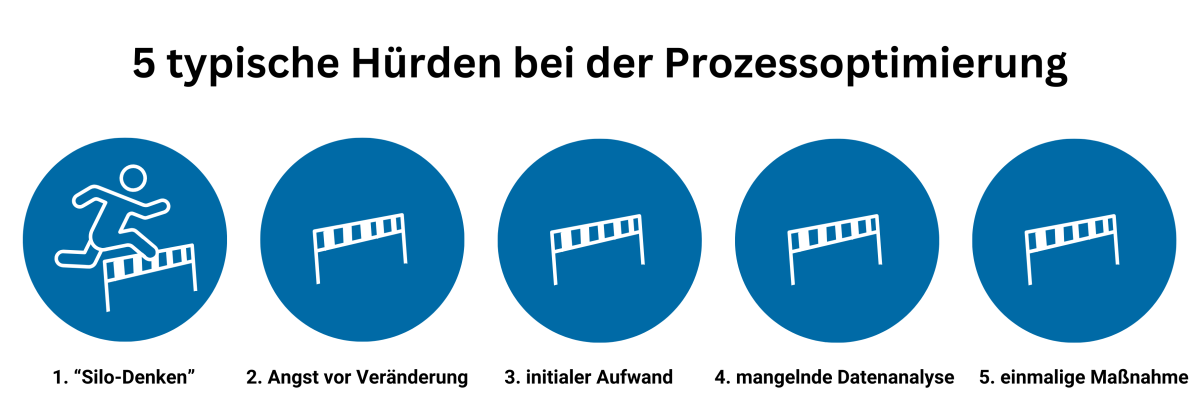 5 typische Hürden bei der Prozessoptimierung
1. “Silo-Denken”
2. Angst vor Veränderung
3. initialer Aufwand
4. mangelnde Datenanalyse
5. einmalige Maßnahme